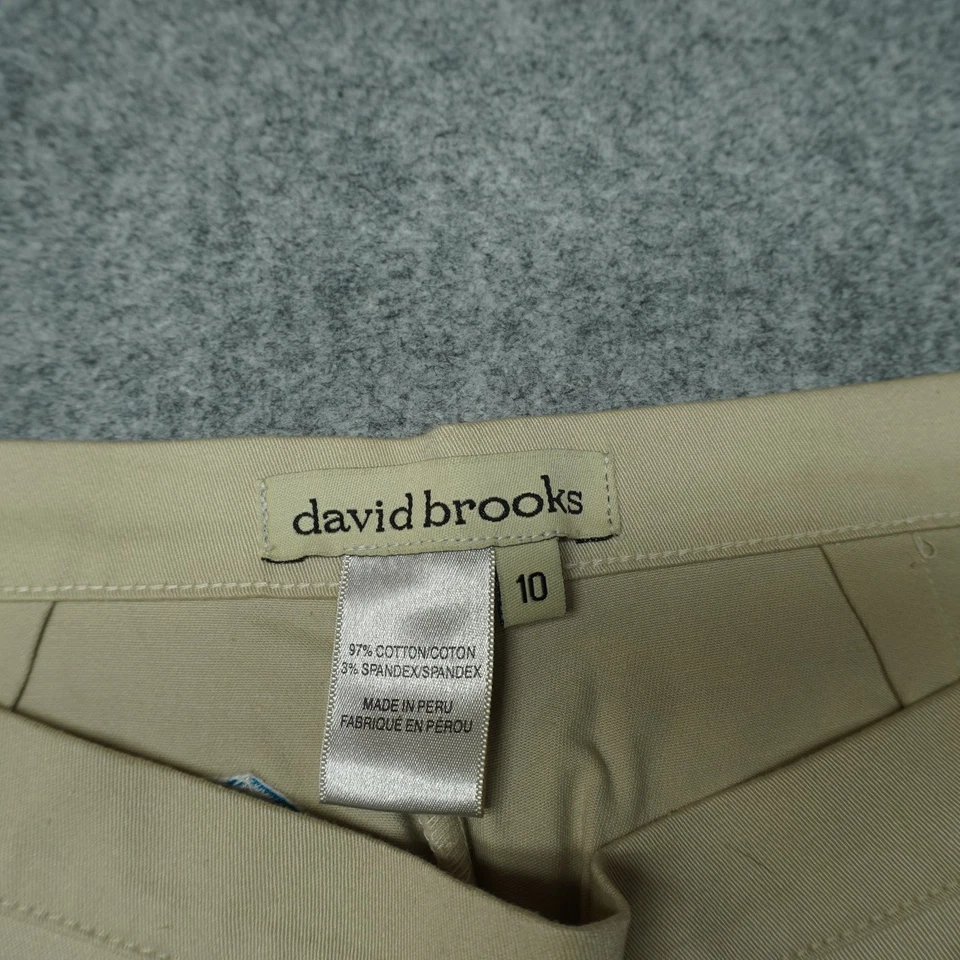 david brooks
10
97% COTTON/COTON
3% SPANDEX/SPANDEX
MADE IN PERU
FABRIQUÉ EN PÉROU